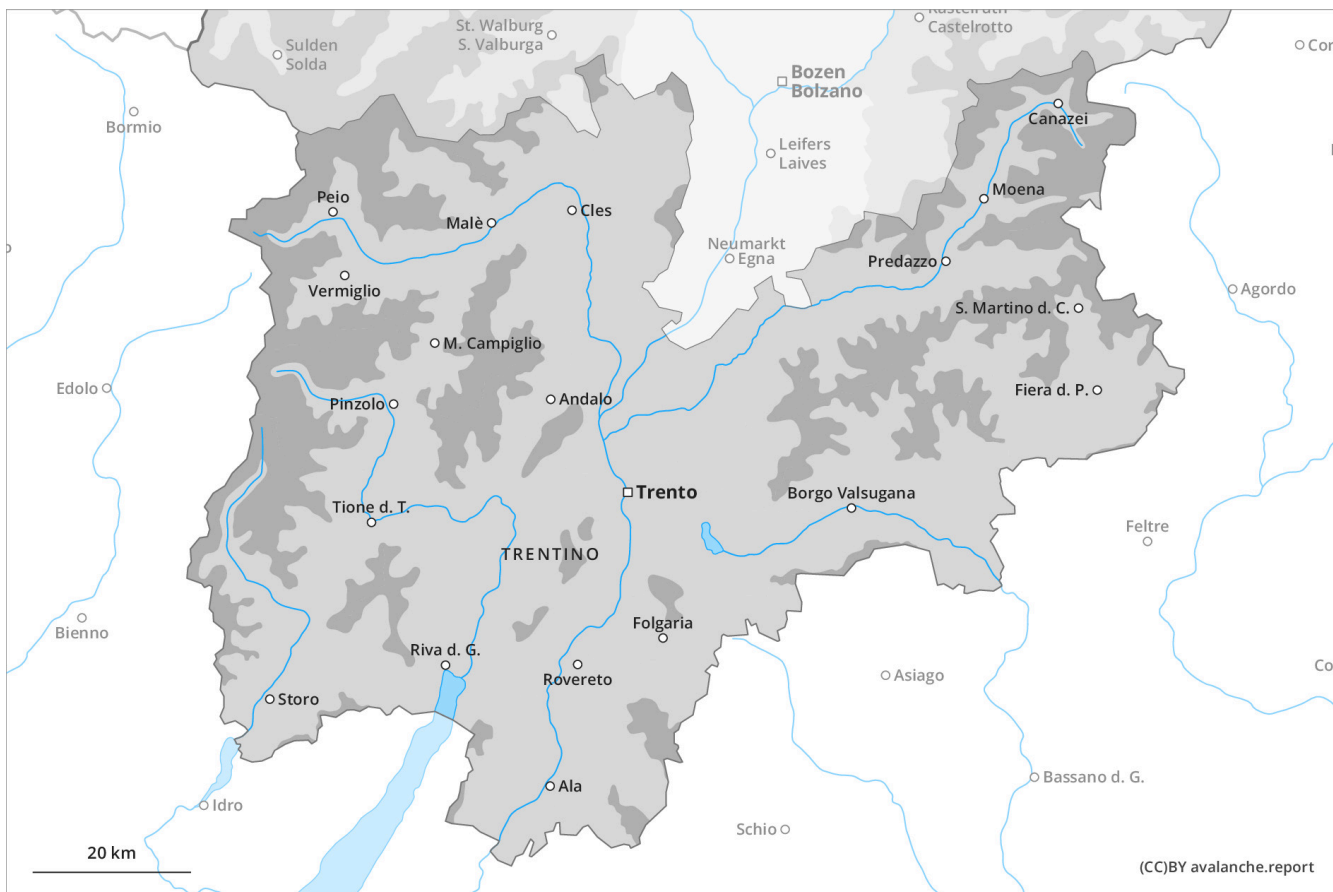 Kastelruth
Castelrotto
St. Walburg
S. Valburga
Sulden
Solda
Bozen
Bolzano
Bormio
Canazei
Leifers
Laives
Moena
Peio
Malè
Cles
Neumarkt
Egna
Predazzo
Vermiglio
Agordo
S. Martino d. C.
M. Campiglio
Edolo
Pinzolo
Andalo
Fiera d. P.
Trento
Borgo Valsugana
Tione d. T.
Feltre
TRENTINO
Bienno
Folgaria
Riva d. G.
Rovereto
Asiago
Storo
Ala
Bassano d. G.
Idro
Schio
20 km
(CC)BY avalanche.report